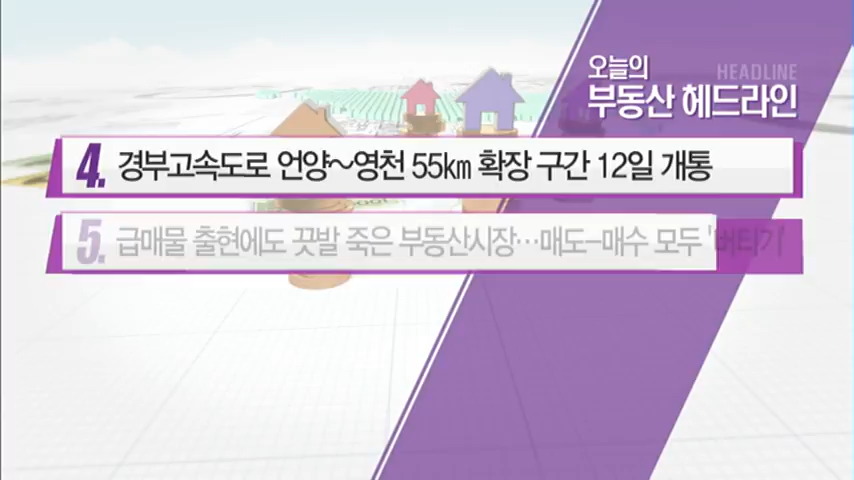 오늘의
HEADLINE
부동산 헤드라인
4. 경부고속도로 언양~영천 55㎞ 확장 구간 12일 개통
5. 급매물 출현에도 끗발 죽은 부동산시장…매도-매수 모두 '버티기'